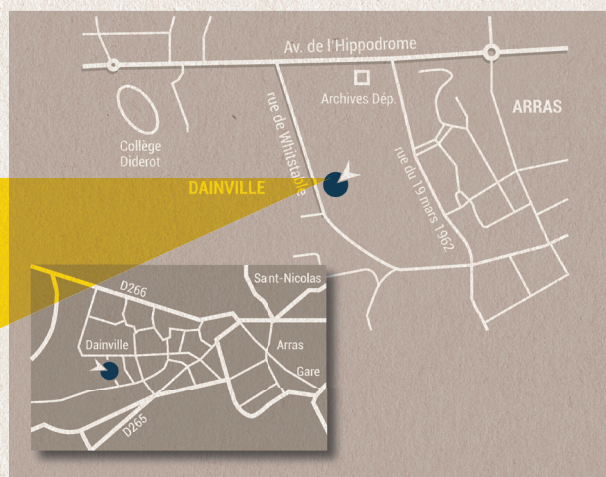 Av. de l'Hippodrome
Archives Dép.
ARRAS
Collège
Diderot
rue de Whitstable
rue du 19 mars 1962
DAINVILLE
D266
Sant-Nicolas
Dainville
Arras
Gare
D265